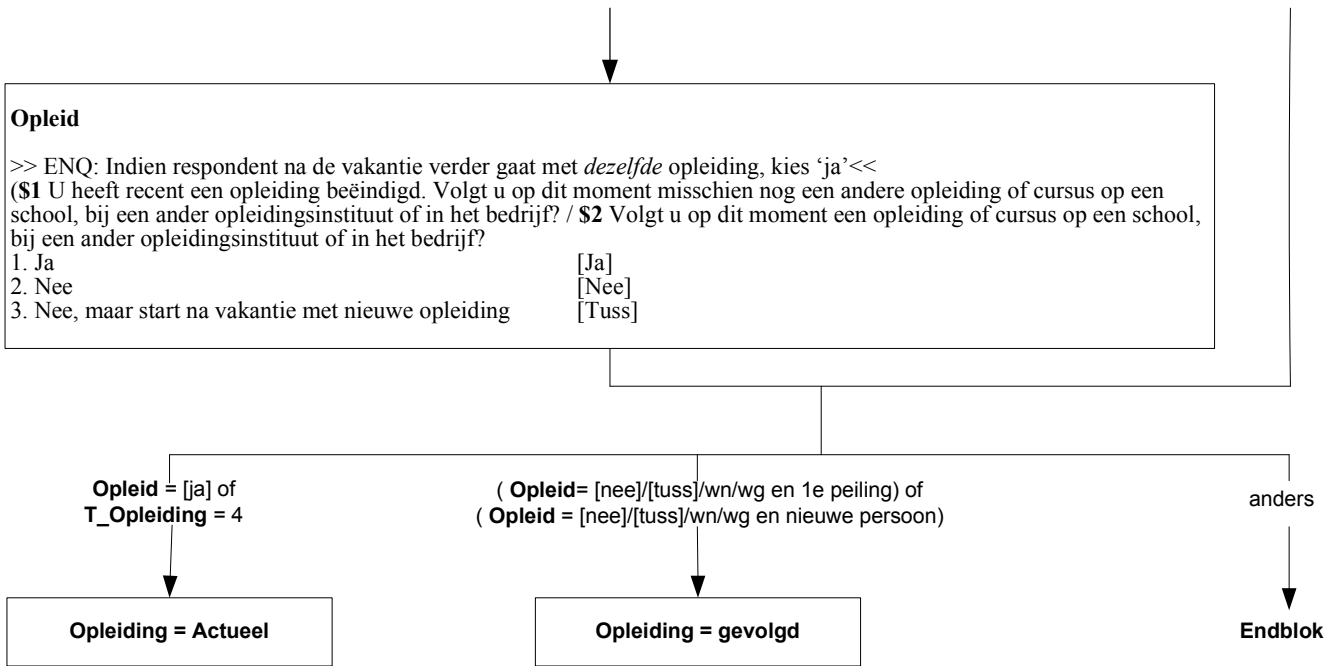 Opleid
>> ENQ: Indien respondent na de vakantie verder gaat met dezelfde opleiding, kies ‘ja’<<
($1 U heeft recent een opleiding beëindigd. Volgt u op dit moment misschien nog een andere opleiding of cursus op een
school, bij een ander opleidingsinstituut of in het bedrijf? / $2 Volgt u op dit moment een opleiding of cursus op een school,
bij een ander opleidingsinstituut of in het bedrijf?
1. Ja [Ja]
2. Nee [Nee]
3. Nee, maar start na vakantie met nieuwe opleiding [Tuss]
Opleid = [ja] of
T_Opleiding = 4
( Opleid= [nee]/[tuss]/wn/wg en 1e peiling) of
( Opleid = [nee]/[tuss]/wn/wg en nieuwe persoon)
anders
Opleiding = Actueel
Opleiding = gevolgd
Endblok